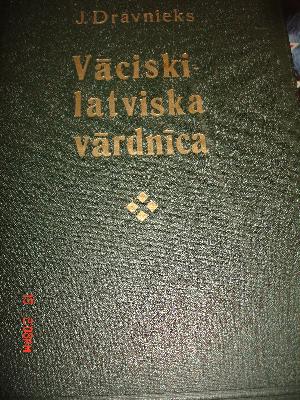 J. Dravnieks
Vāciski-
latviska
vārdnīca